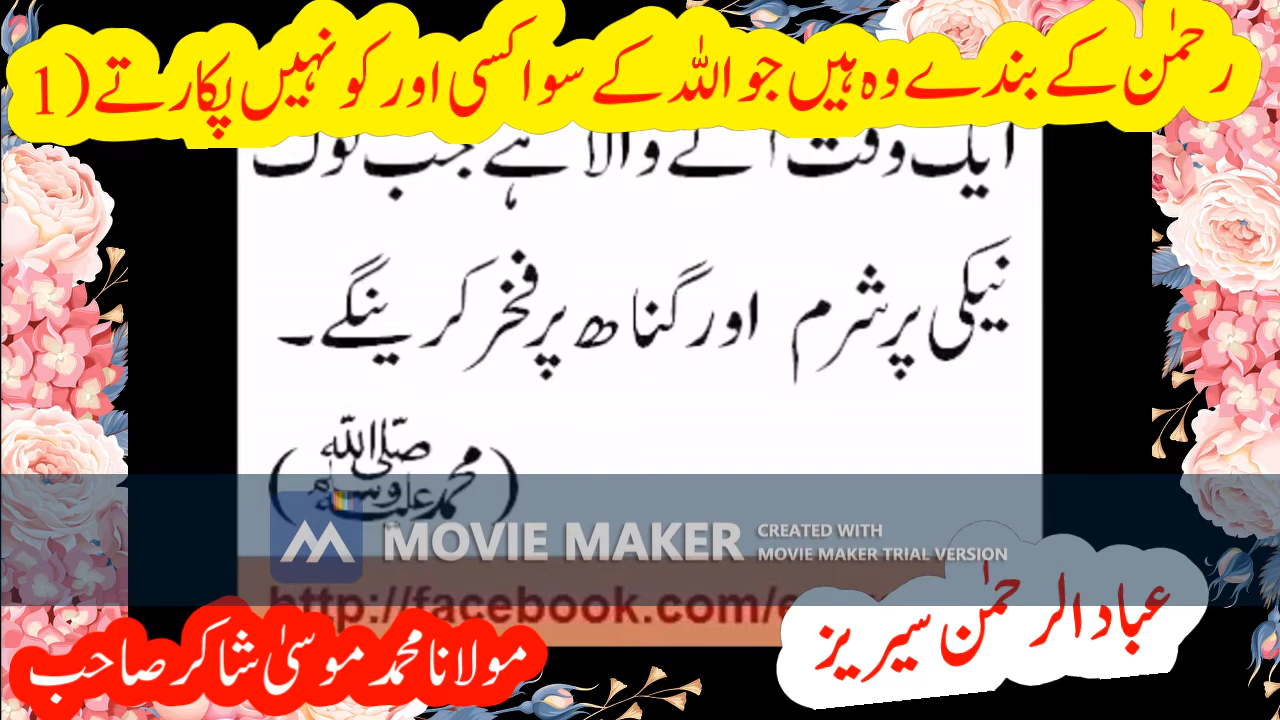 رحمٰن کے بندے وہ ہیں جو اللہ کے سوا کسی اور کو نہیں پکارتے (1
ایک وقت آنے والا ہے جب لوگ
نیکی پر شرم اور گناھ پر فخر کرینگے۔
(محمد صلی اللہ علیہ وسلم)
MOVIE MAKER
CREATED WITH
MOVIE MAKER TRIAL VERSION
http://facebook.com/
عباد الرحمٰن سیریز
مولانا محمد موسیٰ شاکر صاحب